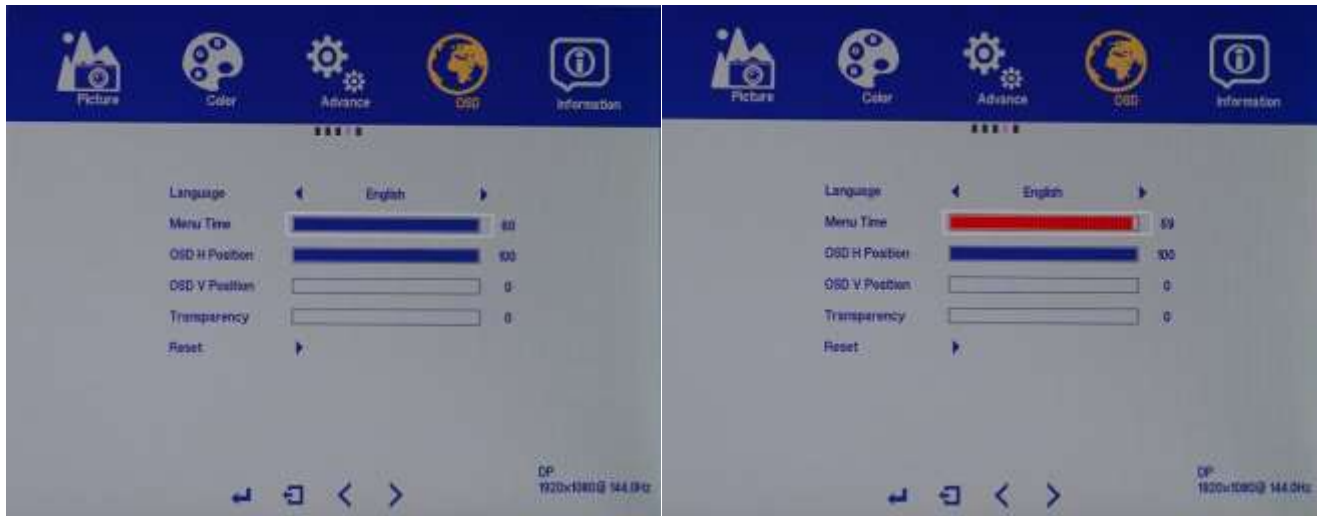 Picture Color Advance OSD Information
Language English
Menu Time 60
OSD H Position 100
OSD V Position 0
Transparency 0
Reset
DP
1920x1080@ 144.0Hz
Picture Color Advance OSD Information
Language English
Menu Time 59
OSD H Position 100
OSD V Position 0
Transparency 0
Reset
DP
1920x1080@ 144.0Hz